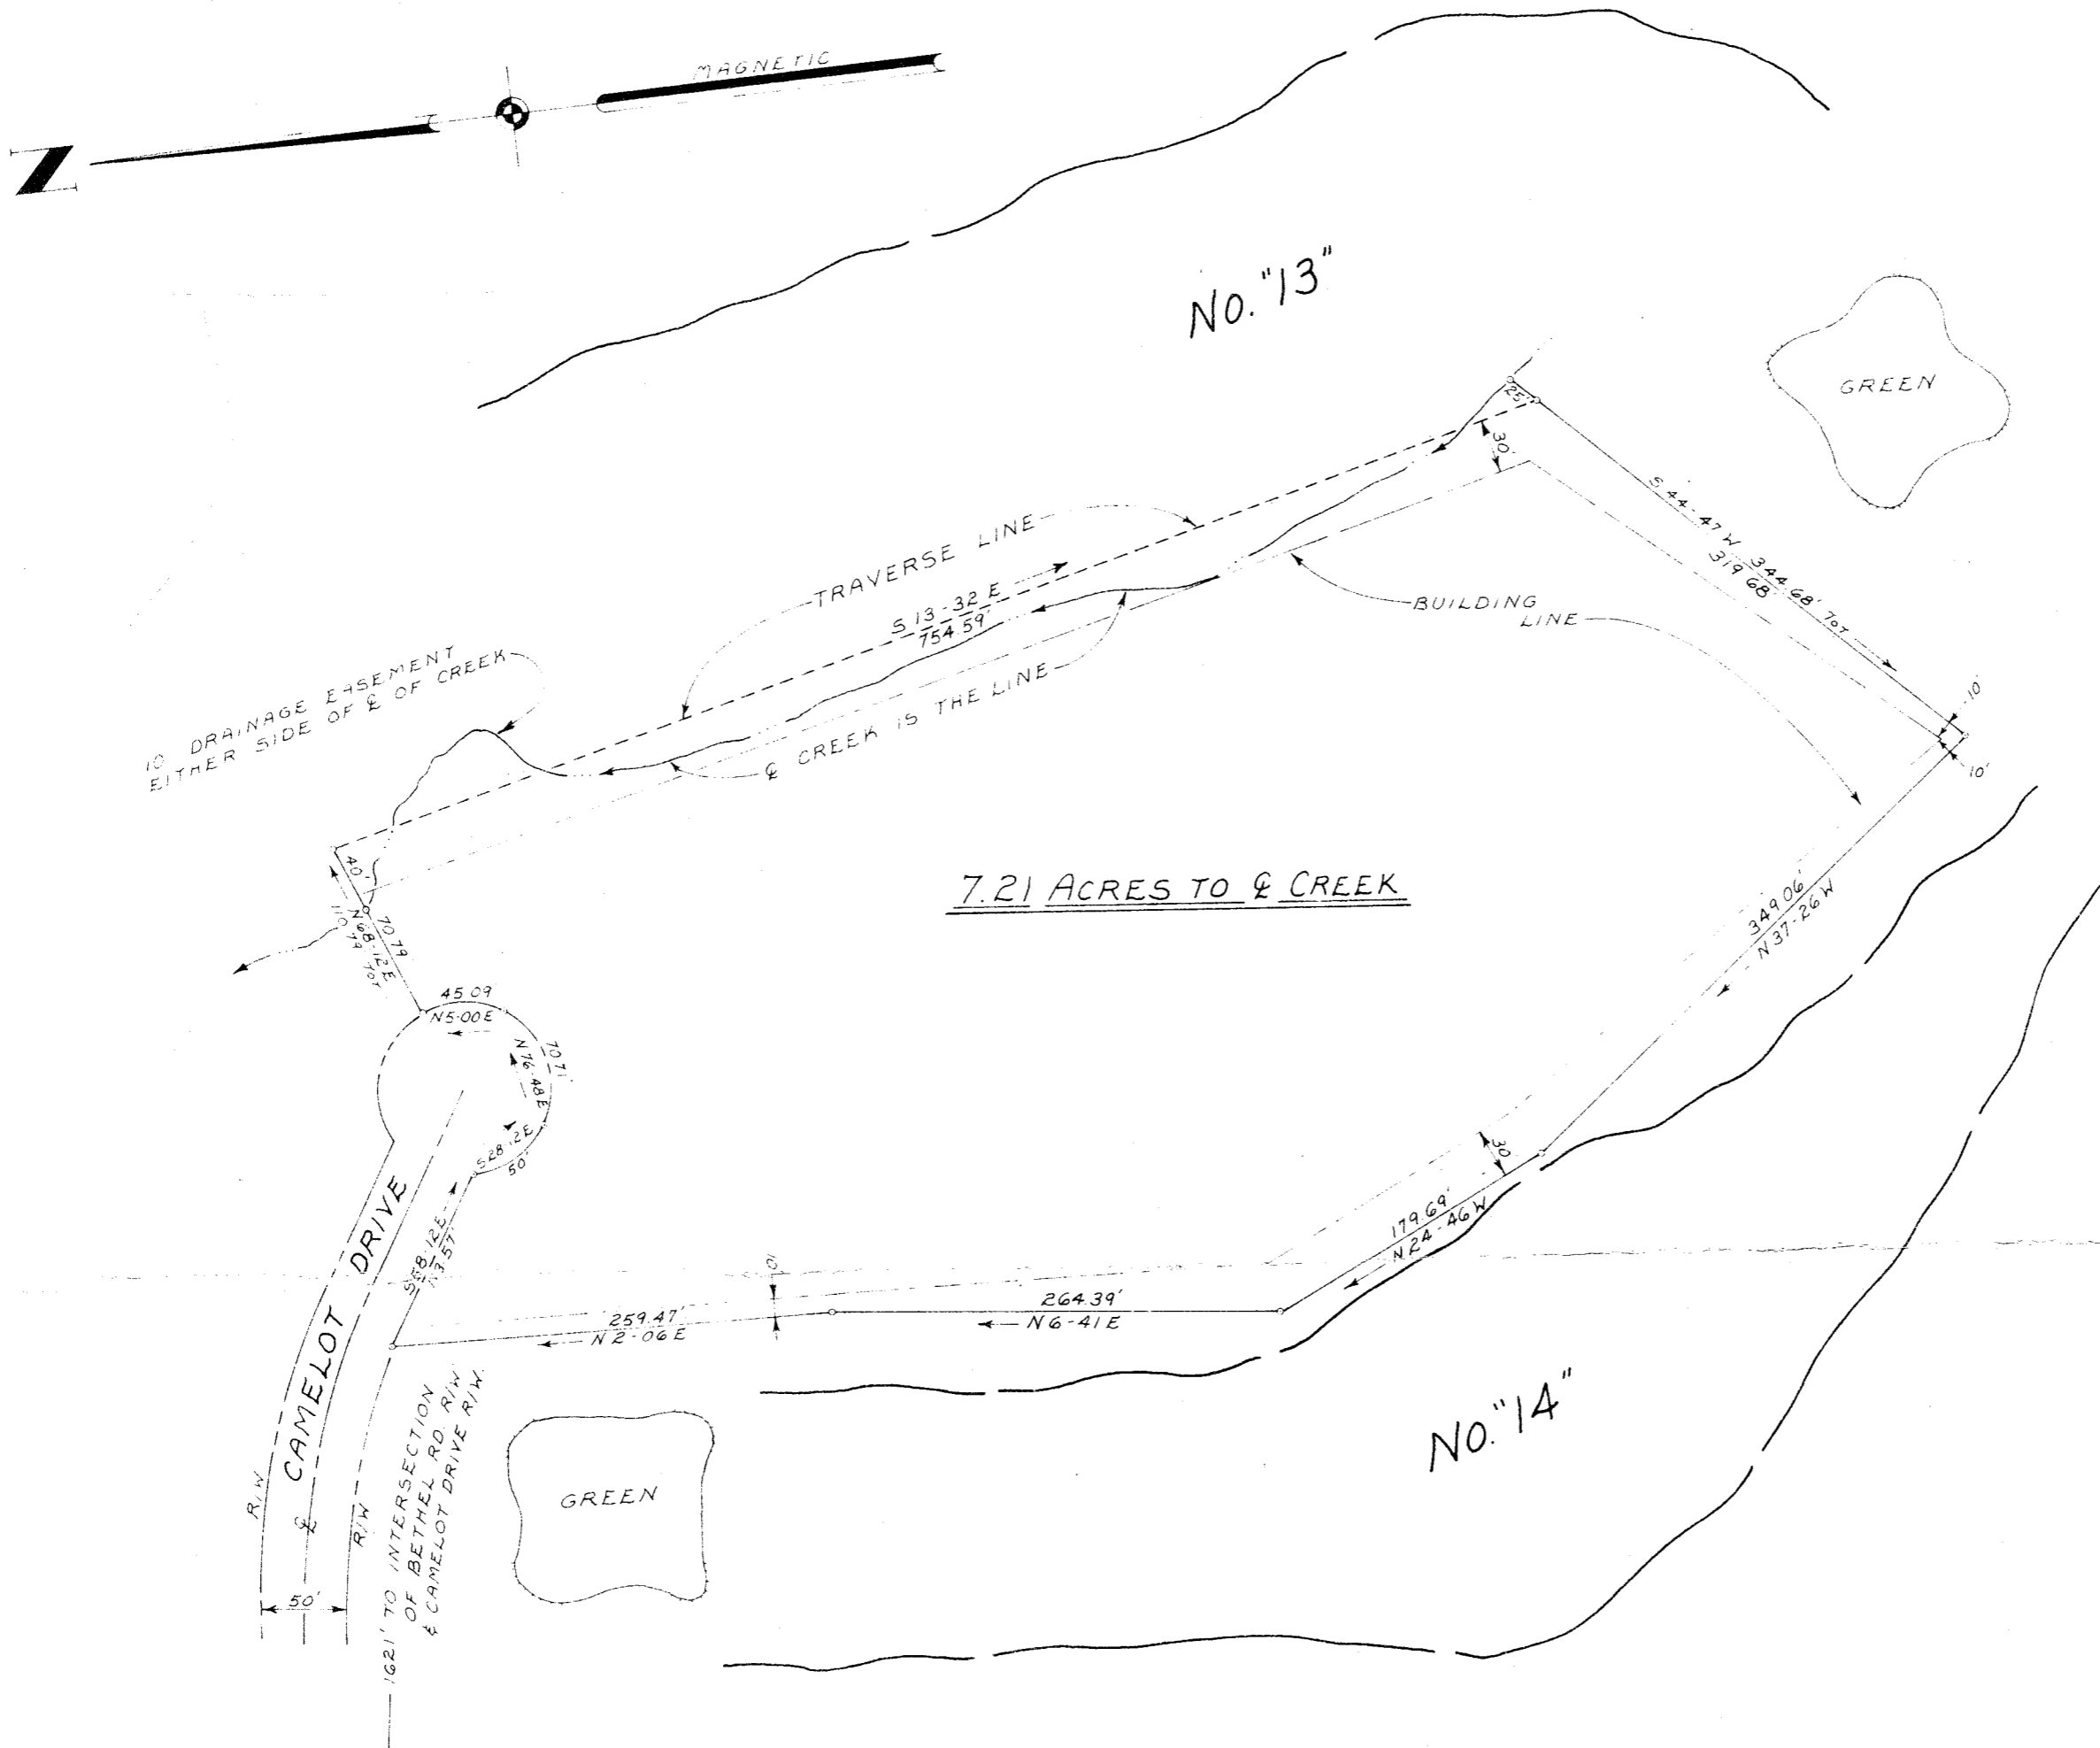 MAGNETIC
N
No. "13"
GREEN
25'
30'
S 44-47 W 344.68' TOT
319.68
TRAVERSE LINE
S 13-32 E
754.59'
BUILDING
LINE
10 DRAINAGE EASEMENT
EITHER SIDE OF ℄ OF CREEK
℄ CREEK IS THE LINE
10'
10'
40'
70.79
N 68-12 E
110.79 TOT
7.21 ACRES TO ℄ CREEK
349.06'
N 37-26 W
45.09
N 5-00 E
70.71'
N 76-48 E
S 28-12 E
50'
30'
S 68-12 E
113.57'
179.69'
N 24-46 W
10'
259.47'
N 2-06 E
264.39'
N 6-41 E
CAMELOT DRIVE
R/W
℄
R/W
50'
1621' TO INTERSECTION
OF BETHEL RD. R/W
& CAMELOT DRIVE R/W.
GREEN
No. "14"